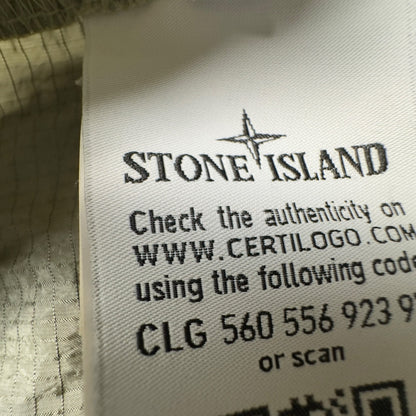 STONE ISLAND
Check the authenticity on
WWW.CERTILOGO.COM
using the following code
CLG 560 556 923
or scan